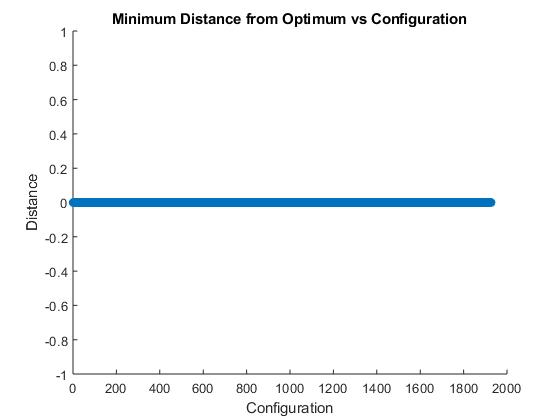 Minimum Distance from Optimum vs Configuration
1
0.8
0.6
0.4
0.2
0
-0.2
-0.4
-0.6
-0.8
-1
Distance
0 200 400 600 800 1000 1200 1400 1600 1800 2000
Configuration